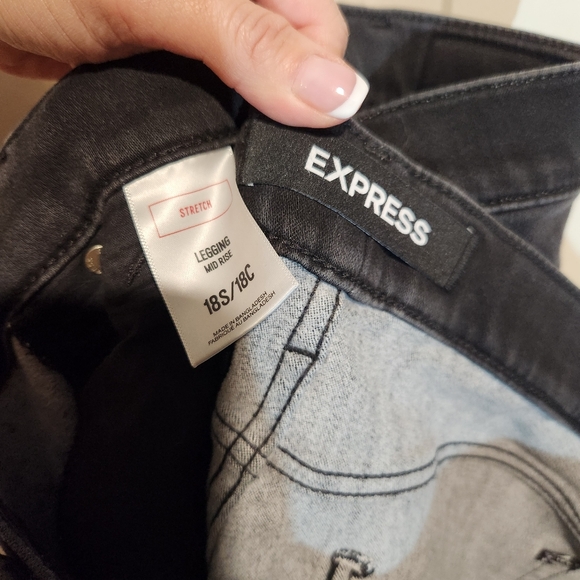 EXPRESS
STRETCH
LEGGING
MID RISE
18S/18C
MADE IN BANGLADESH
FABRIQUÉ AU BANGLADESH